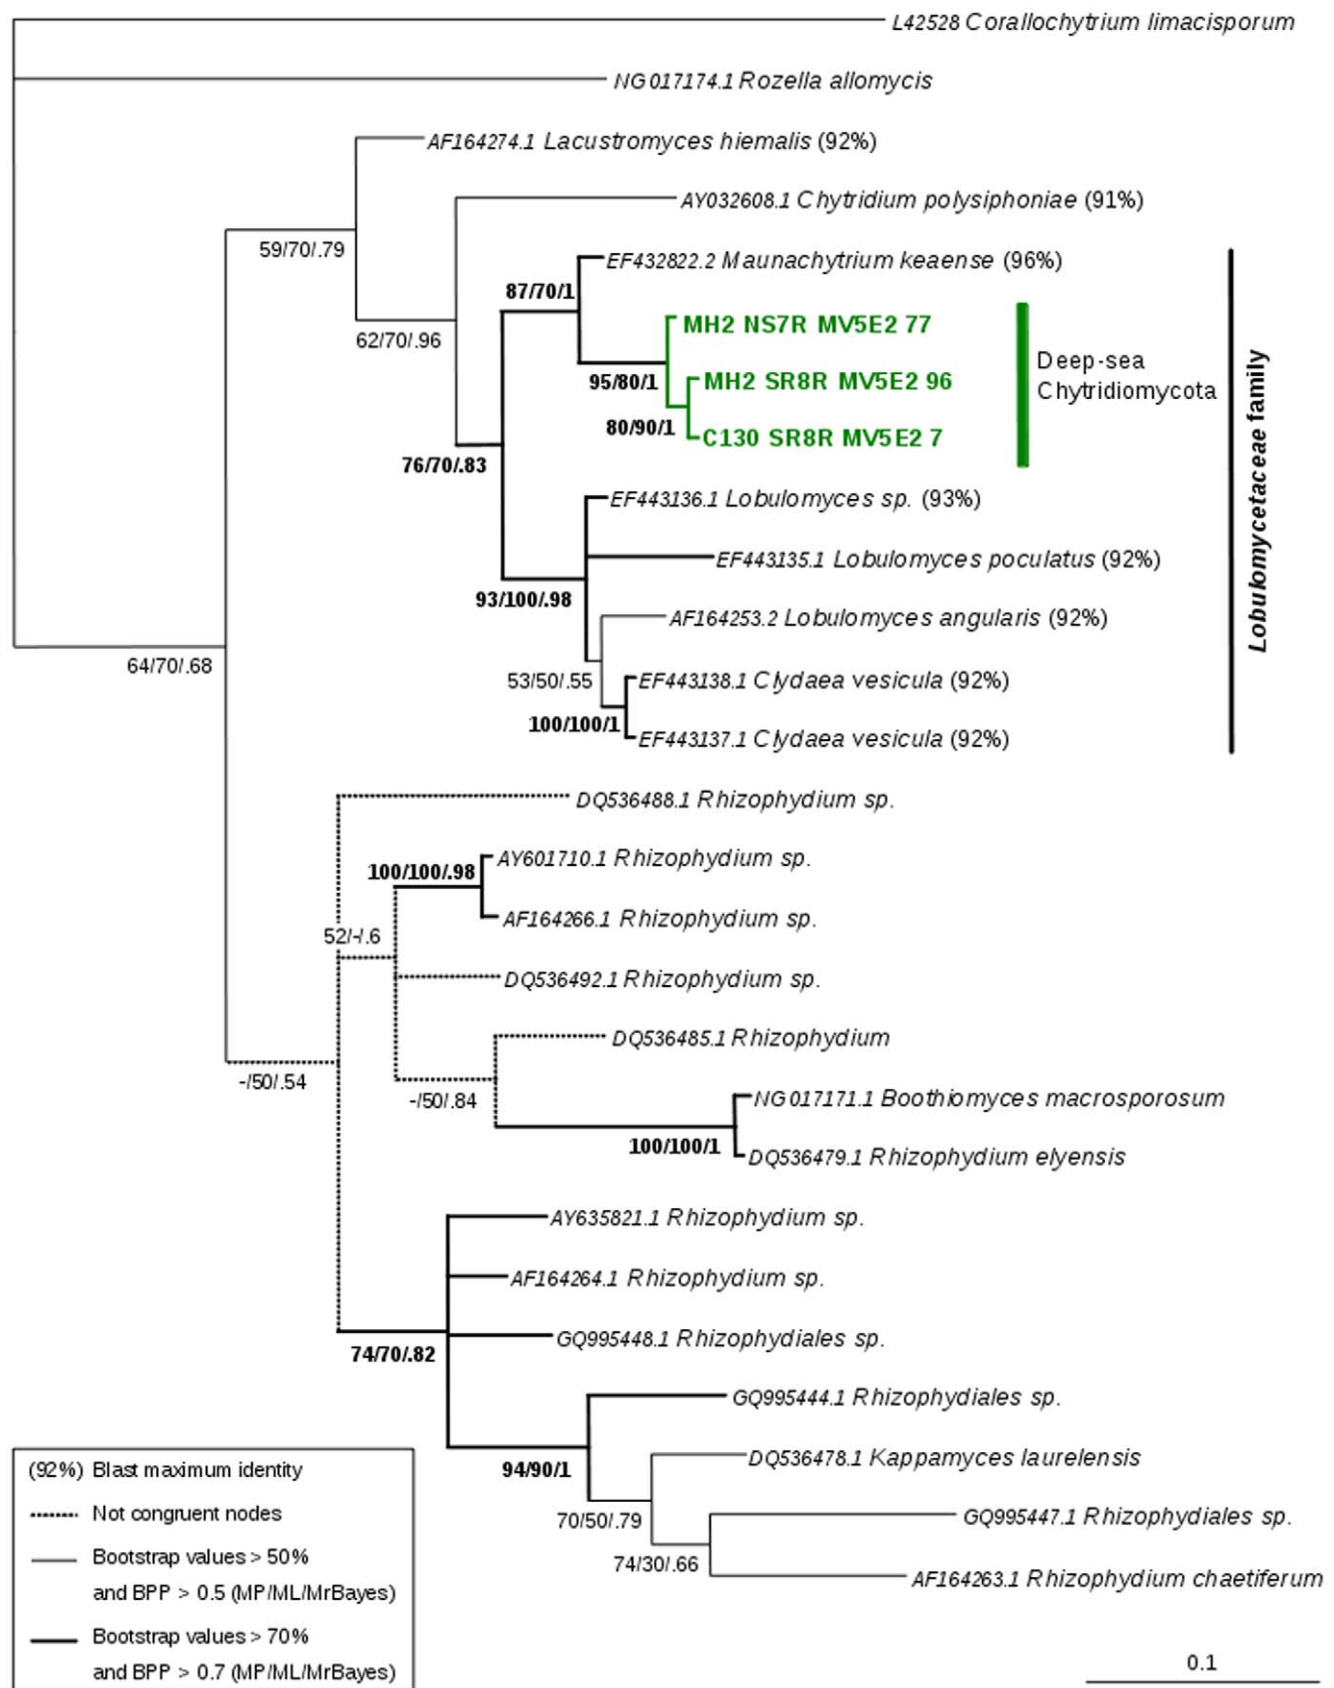 L42528 Corallochytrium limacisporum
NG 017174.1 Rozella allomycis
AF164274.1 Lacustromyces hiemalis (92%)
AY032608.1 Chytridium polysiphoniae (91%)
59/70/.79
EF432822.2 Maunachytrium keaense (96%)
87/70/1
MH2 NS7R MV5E2 77
62/70/.96
Deep-sea
Chytridiomycota
95/80/1
MH2 SR8R MV5E2 96
80/90/1
C130 SR8R MV5E2 7
76/70/.83
Lobulomycetaceae family
EF443136.1 Lobulomyces sp. (93%)
EF443135.1 Lobulomyces poculatus (92%)
93/100/.98
AF164253.2 Lobulomyces angularis (92%)
64/70/.68
53/50/.55
EF443138.1 Clydaea vesicula (92%)
100/100/1
EF443137.1 Clydaea vesicula (92%)
DQ536488.1 Rhizophydium sp.
AY601710.1 Rhizophydium sp.
100/100/.98
AF164266.1 Rhizophydium sp.
52/-/.6
DQ536492.1 Rhizophydium sp.
DQ536485.1 Rhizophydium
-/50/.54
-/50/.84
NG 017171.1 Boothiomyces macrosporosum
100/100/1
DQ536479.1 Rhizophydium elyensis
AY635821.1 Rhizophydium sp.
AF164264.1 Rhizophydium sp.
GQ995448.1 Rhizophydiales sp.
74/70/.82
GQ995444.1 Rhizophydiales sp.
DQ536478.1 Kappamyces laurelensis
94/90/1
GQ995447.1 Rhizophydiales sp.
70/50/.79
74/30/.66
AF164263.1 Rhizophydium chaetiferum
(92%) Blast maximum identity
Not congruent nodes
Bootstrap values > 50%
and BPP > 0.5 (MP/ML/MrBayes)
Bootstrap values > 70%
and BPP > 0.7 (MP/ML/MrBayes)
0.1